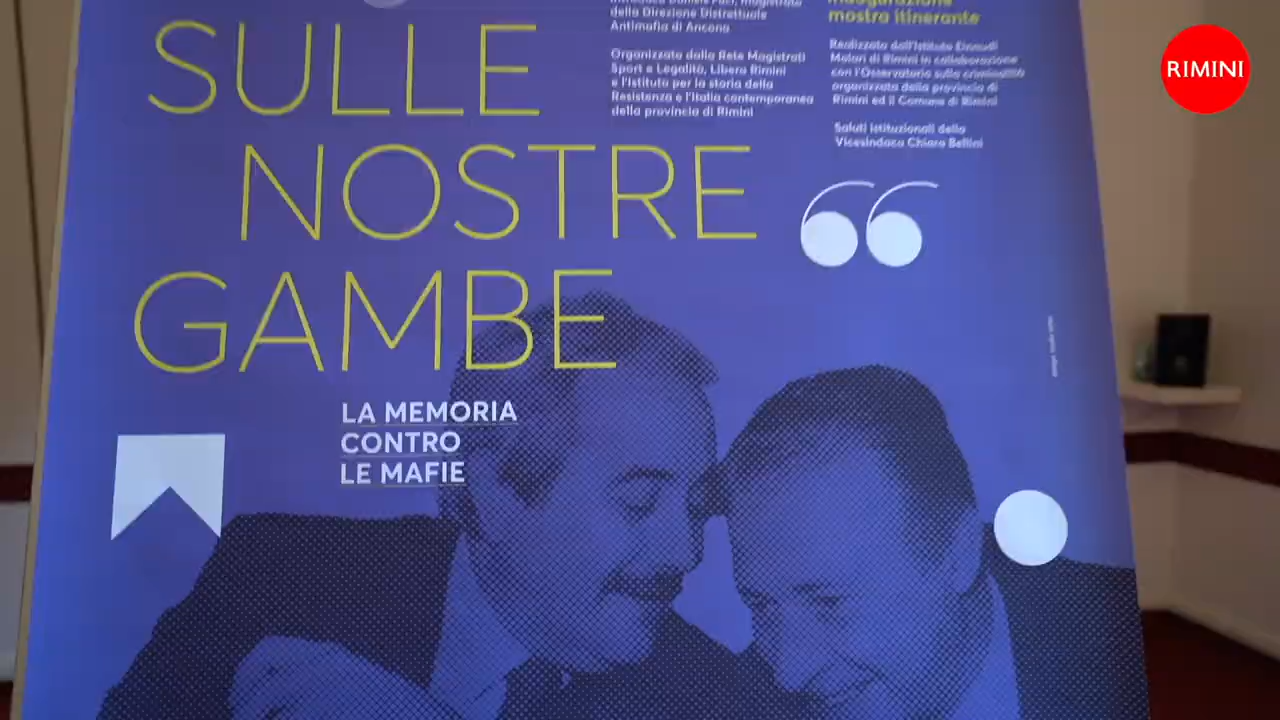 SULLE
NOSTRE
GAMBE
LA MEMORIA
CONTRO
LE MAFIE
della Direzione Distrettuale
Antimafia di Ancona
Organizzato dalla Rete Magistrati
Sport e Legalità, Libera Rimini
e l'Istituto per la storia della
Resistenza e l'Italia contemporanea
della provincia di Rimini
inaugurazione
mostra itinerante
Realizzata dall'Istituto Einaudi
Molari di Rimini in collaborazione
con l'Osservatorio sulla criminalità
organizzata della provincia di
Rimini ed il Comune di Rimini
Saluti istituzionali della
Vicesindaca Chiara Bellini
RIMINI